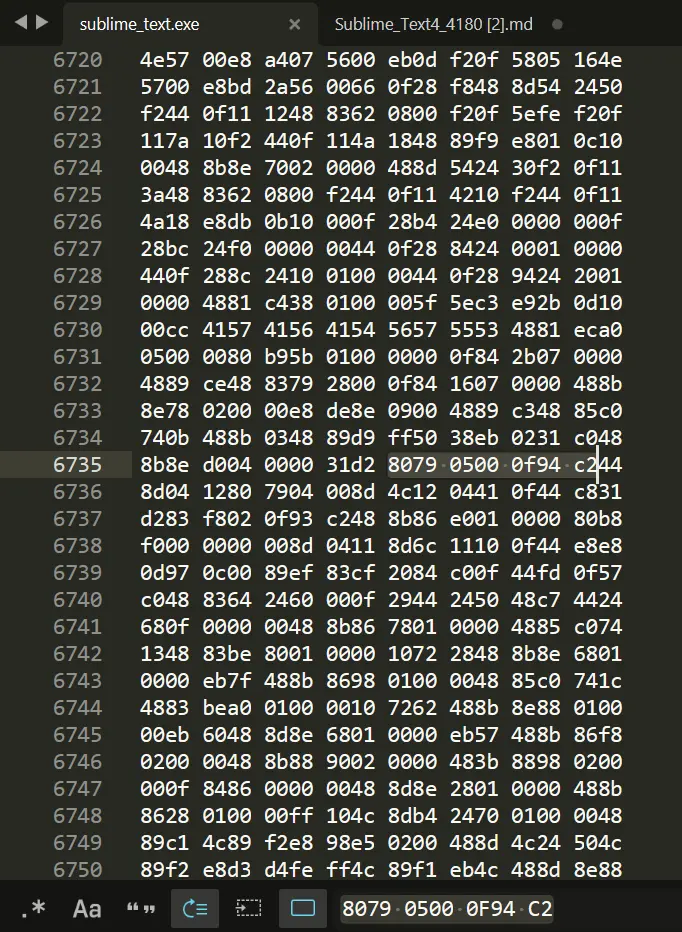 sublime_text.exe × Sublime_Text4_4180 [2].md
6720 4e57 00e8 a407 5600 eb0d f20f 5805 164e
6721 5700 e8bd 2a56 0066 0f28 f848 8d54 2450
6722 f244 0f11 1248 8362 0800 f20f 5efe f20f
6723 117a 10f2 440f 114a 1848 89f9 e801 0c10
6724 0048 8b8e 7002 0000 488d 5424 30f2 0f11
6725 3a48 8362 0800 f244 0f11 4210 f244 0f11
6726 4a18 e8db 0b10 000f 28b4 24e0 0000 000f
6727 28bc 24f0 0000 0044 0f28 8424 0001 0000
6728 440f 288c 2410 0100 0044 0f28 9424 2001
6729 0000 4881 c438 0100 005f 5ec3 e92b 0d10
6730 00cc 4157 4156 4154 5657 5553 4881 eca0
6731 0500 0080 b95b 0100 0000 0f84 2b07 0000
6732 4889 ce48 8379 2800 0f84 1607 0000 488b
6733 8e78 0200 00e8 de8e 0900 4889 c348 85c0
6734 740b 488b 0348 89d9 ff50 38eb 0231 c048
6735 8b8e d004 0000 31d2 8079 0500 0f94 c244
6736 8d04 1280 7904 008d 4c12 0441 0f44 c831
6737 d283 f802 0f93 c248 8b86 e001 0000 80b8
6738 f000 0000 008d 0411 8d6c 1110 0f44 e8e8
6739 0d97 0c00 89ef 83cf 2084 c00f 44fd 0f57
6740 c048 8364 2460 000f 2944 2450 48c7 4424
6741 680f 0000 0048 8b86 7801 0000 4885 c074
6742 1348 83be 8001 0000 1072 2848 8b8e 6801
6743 0000 eb7f 488b 8698 0100 0048 85c0 741c
6744 4883 bea0 0100 0010 7262 488b 8e88 0100
6745 00eb 6048 8d8e 6801 0000 eb57 488b 86f8
6746 0200 0048 8b88 9002 0000 483b 8898 0200
6747 000f 8486 0000 0048 8d8e 2801 0000 488b
6748 8628 0100 00ff 104c 8db4 2470 0100 0048
6749 89c1 4c89 f2e8 98e5 0200 488d 4c24 504c
6750 89f2 e8d3 d4fe ff4c 89f1 eb4c 488d 8e88
.* Aa “” 8079 0500 0F94 C2